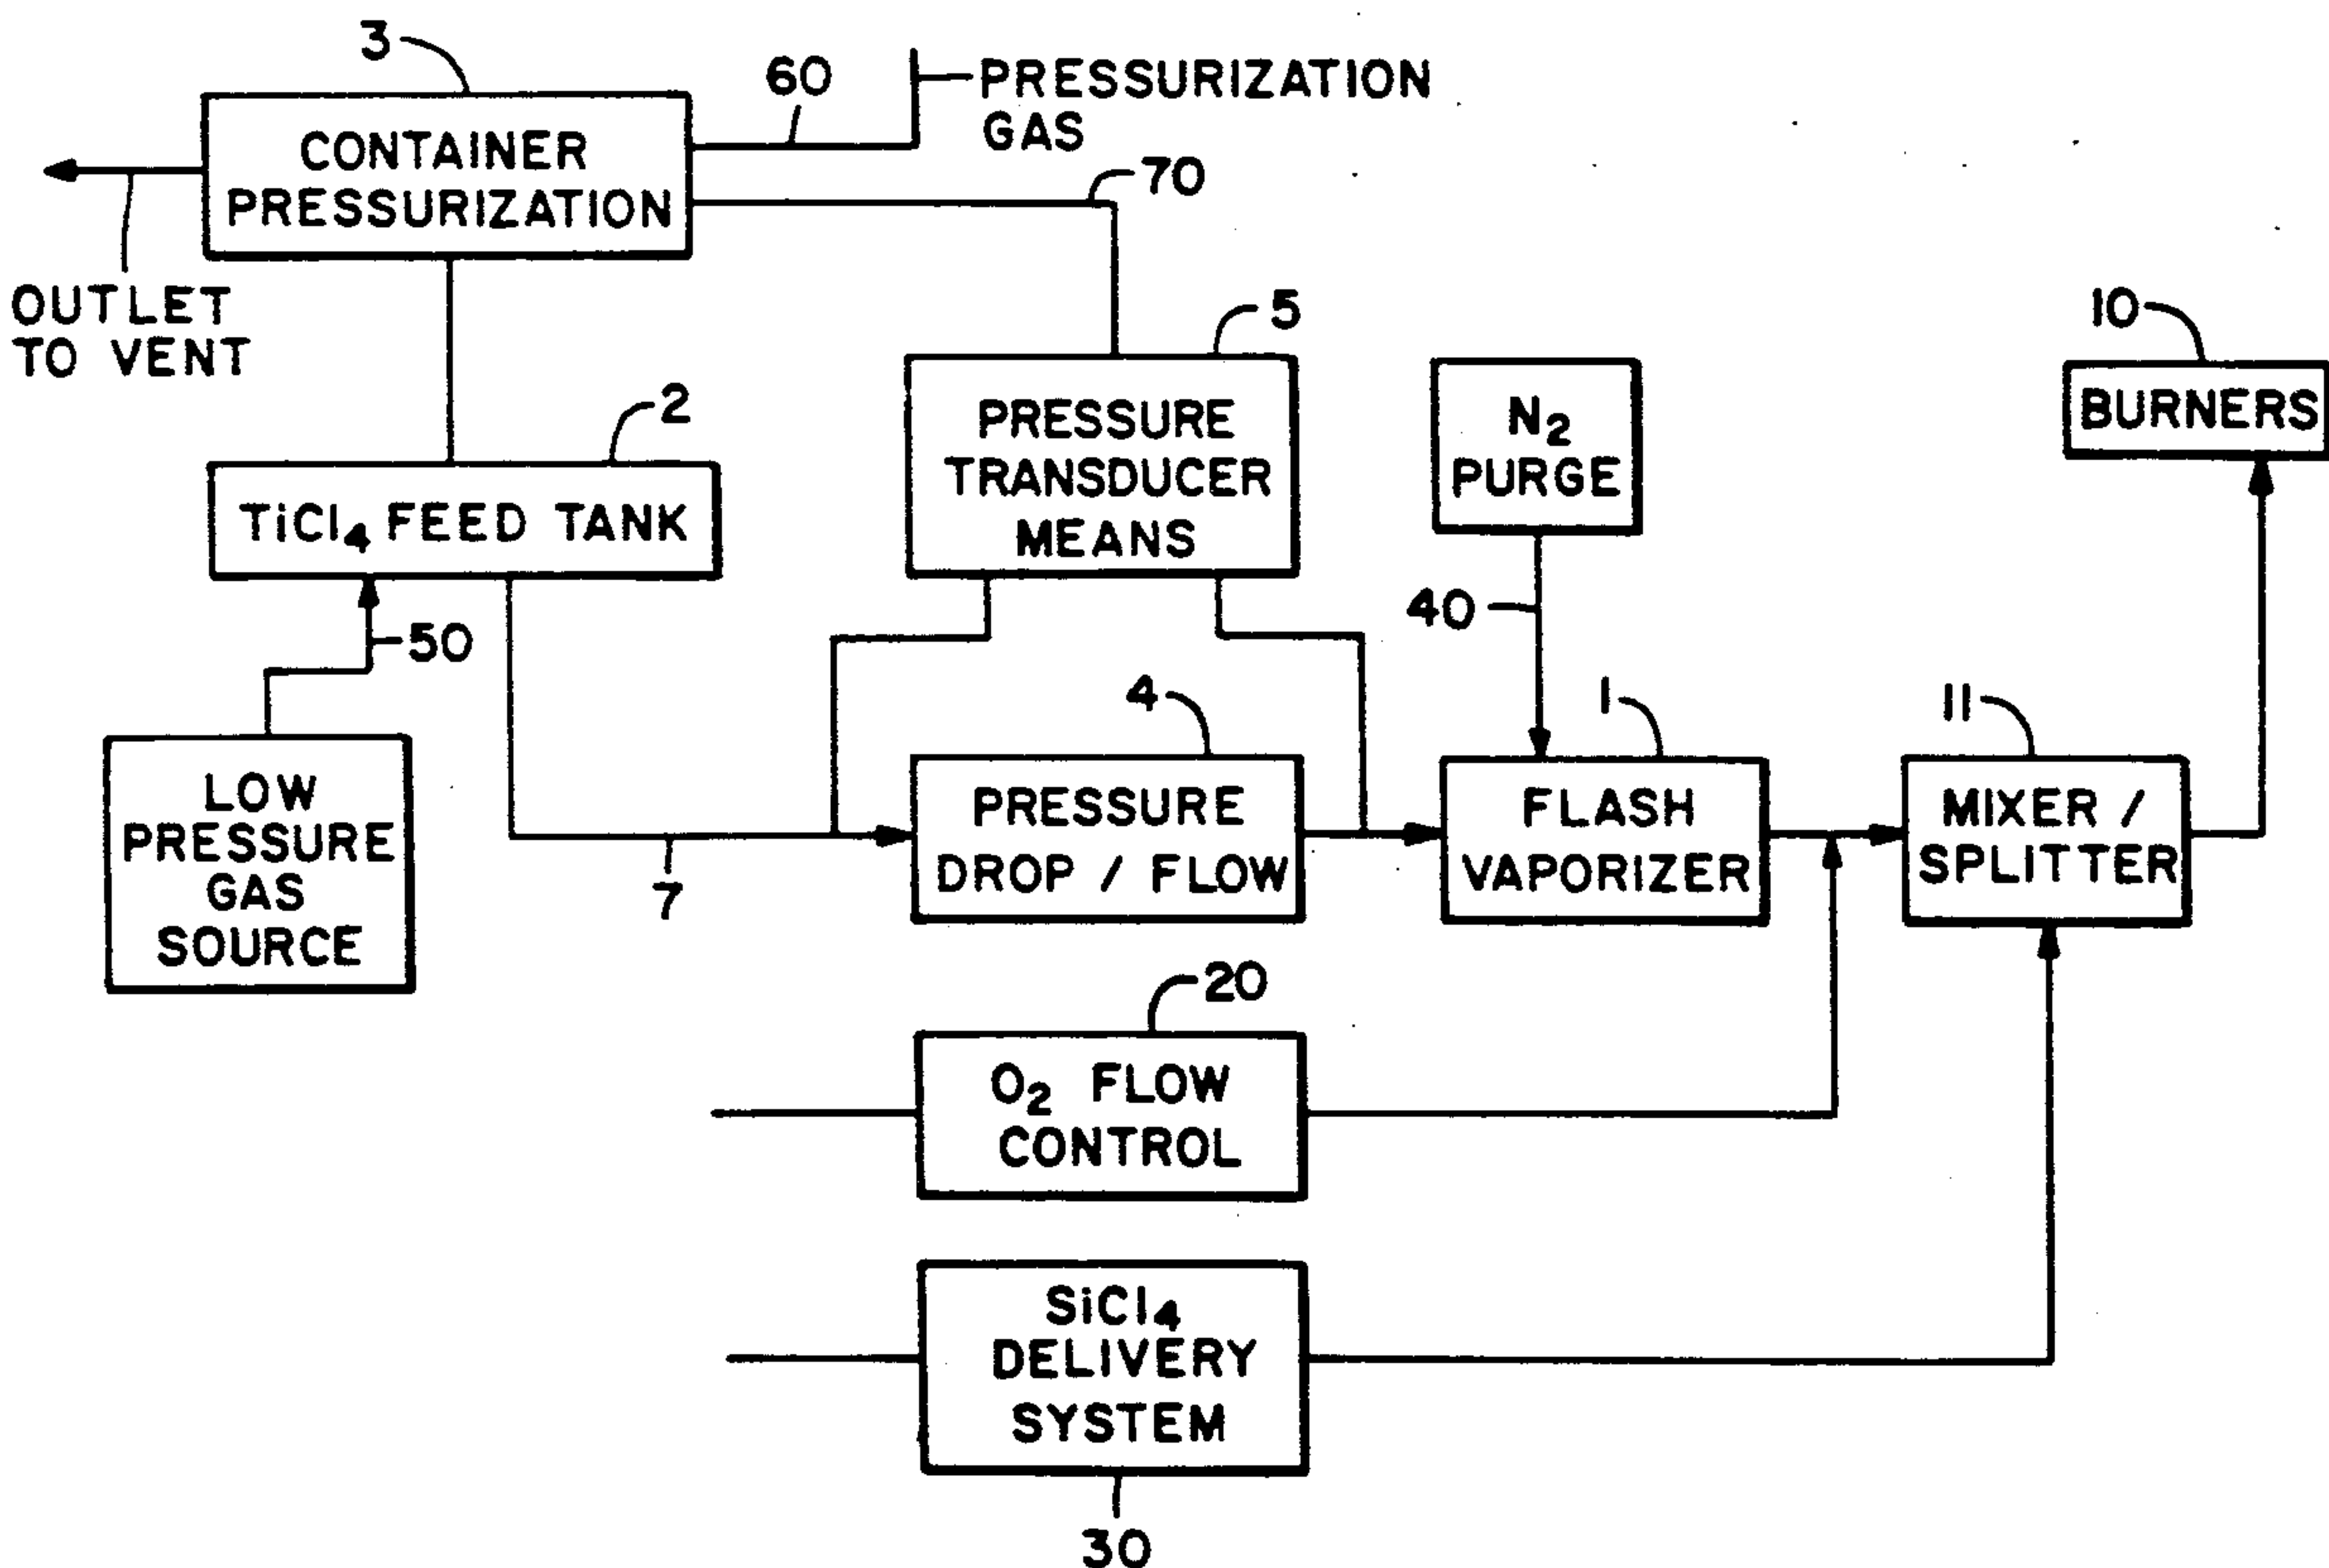 3
60
PRESSURIZATION
GAS
CONTAINER
PRESSURIZATION
70
OUTLET
TO VENT
2
TiCl₄ FEED TANK
5
PRESSURE
TRANSDUCER
MEANS
N₂
PURGE
10
BURNERS
50
40
LOW
PRESSURE
GAS
SOURCE
7
4
PRESSURE
DROP / FLOW
1
FLASH
VAPORIZER
11
MIXER /
SPLITTER
20
O₂ FLOW
CONTROL
SiCl₄
DELIVERY
SYSTEM
30